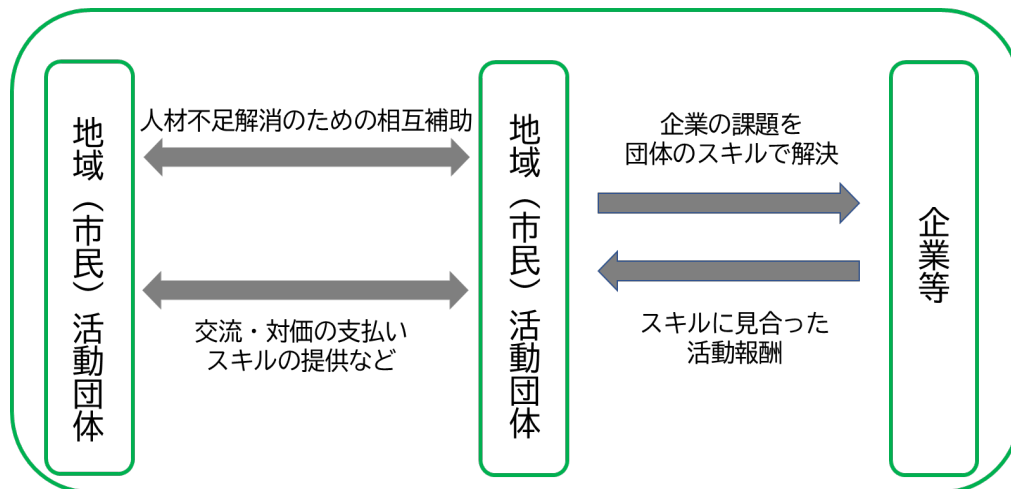 地域（市民）活動団体
人材不足解消のための相互補助
交流・対価の支払い
スキルの提供など
地域（市民）活動団体
企業の課題を
団体のスキルで解決
スキルに見合った
活動報酬
企業等